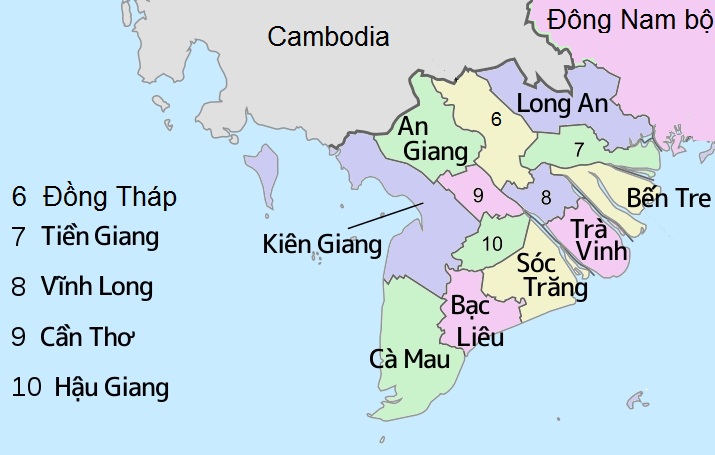 Đông Nam bộ
Cambodia
Long An
An
Giang
6
7
6 Đồng Tháp
9
8
Bến Tre
7 Tiền Giang
Kiên Giang
10
Trà
Vinh
Sóc
Trăng
8 Vĩnh Long
Bạc
Liêu
9 Cần Thơ
Cà Mau
10 Hậu Giang